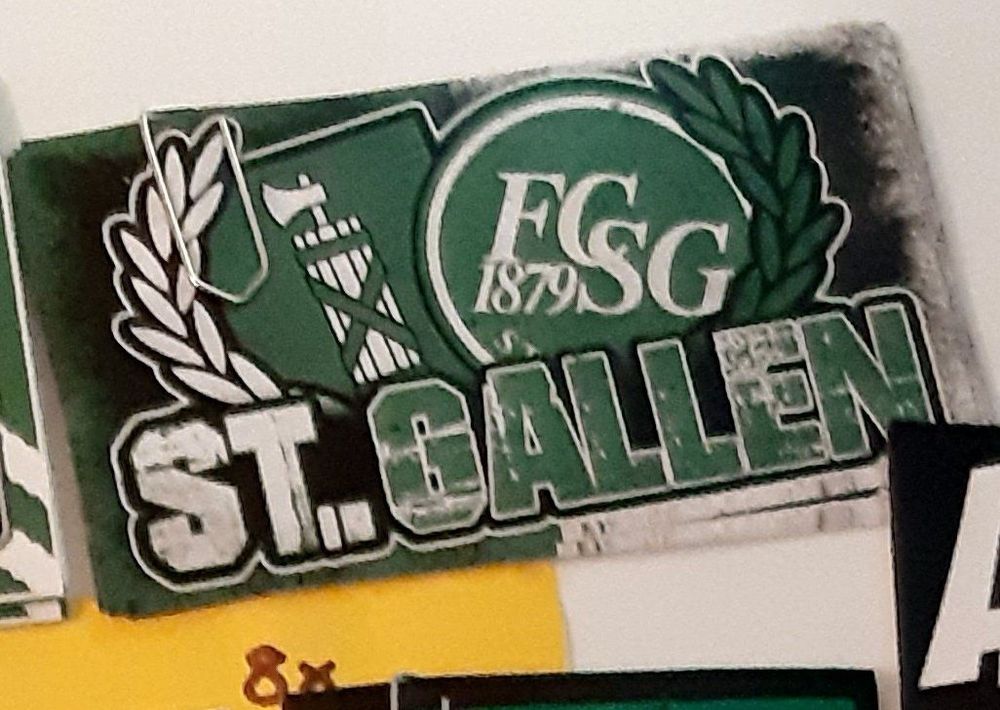 FC
1879 SG
ST. GALLEN
8x
A